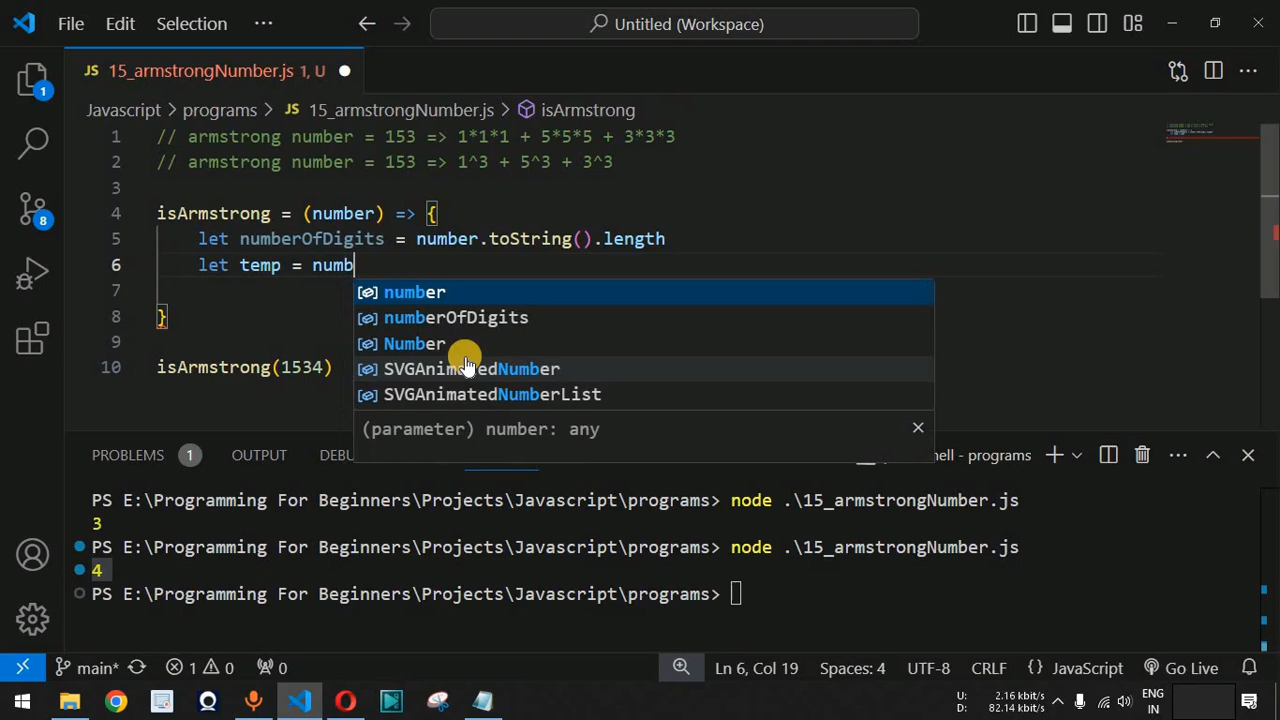 File Edit Selection ··· Untitled (Workspace)
JS 15_armstrongNumber.js 1, U
Javascript > programs > JS 15_armstrongNumber.js > isArmstrong
1 // armstrong number = 153 => 1*1*1 + 5*5*5 + 3*3*3
2 // armstrong number = 153 => 1^3 + 5^3 + 3^3
3
4 isArmstrong = (number) => {
5 let numberOfDigits = number.toString().length
6 let temp = numb
7
number
8 }
numberOfDigits
9
Number
10 isArmstrong(1534)
SVGAnimatedNumber
SVGAnimatedNumberList
(parameter) number: any
PROBLEMS 1 OUTPUT DEBU ell - programs
PS E:\Programming For Beginners\Projects\Javascript\programs> node .\15_armstrongNumber.js
3
PS E:\Programming For Beginners\Projects\Javascript\programs> node .\15_armstrongNumber.js
4
PS E:\Programming For Beginners\Projects\Javascript\programs>
1
8
main* 1 0 0 Ln 6, Col 19 Spaces: 4 UTF-8 CRLF {} JavaScript Go Live
U: 2.16 kbit/s
D: 82.14 kbit/s
ENG
IN